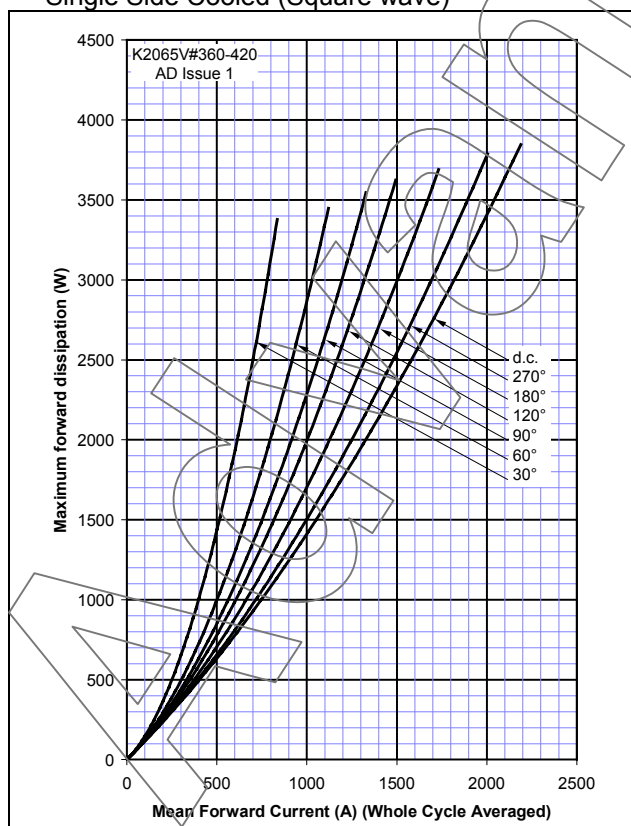 Single Side Cooled (Square wave)
4500
K2065V#360-420
AD Issue 1
4000
3500
3000
2500
2000
1500
1000
500
0
Maximum forward dissipation (W)
d.c.
270°
180°
120°
90°
60°
30°
0 500 1000 1500 2000 2500
Mean Forward Current (A) (Whole Cycle Averaged)